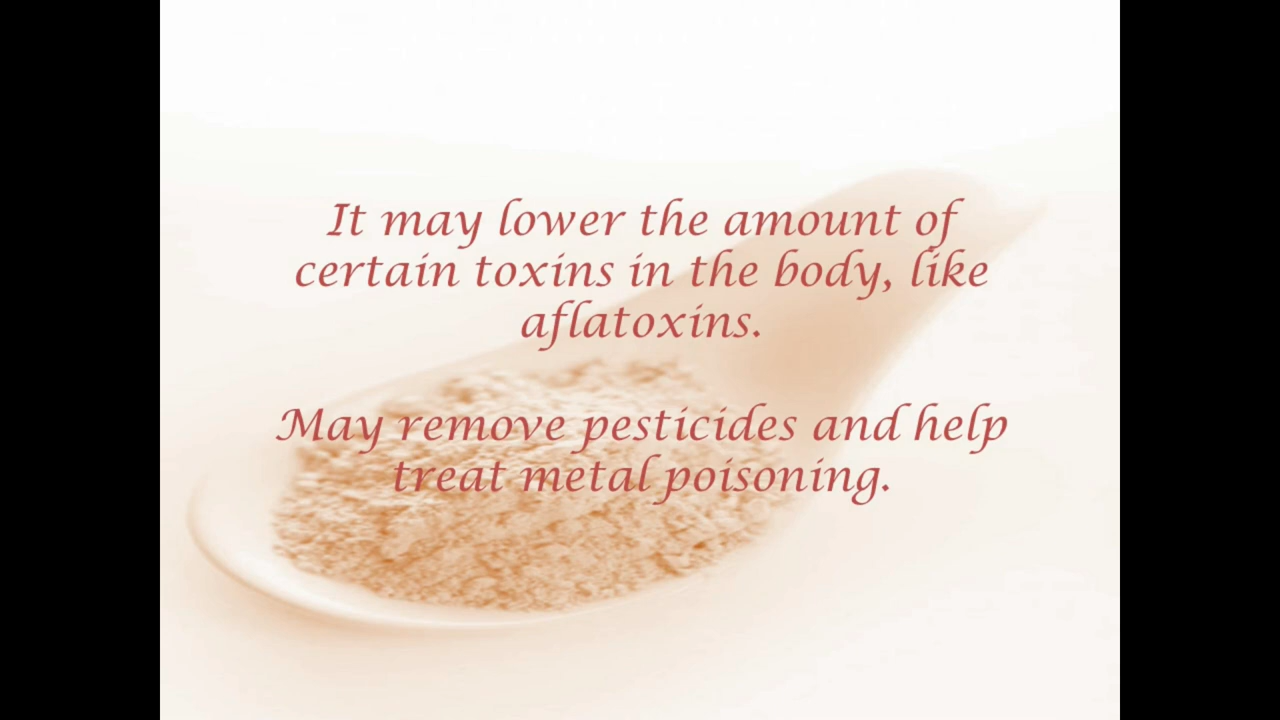 It may lower the amount of
certain toxins in the body, like
aflatoxins.
May remove pesticides and help
treat metal poisoning.